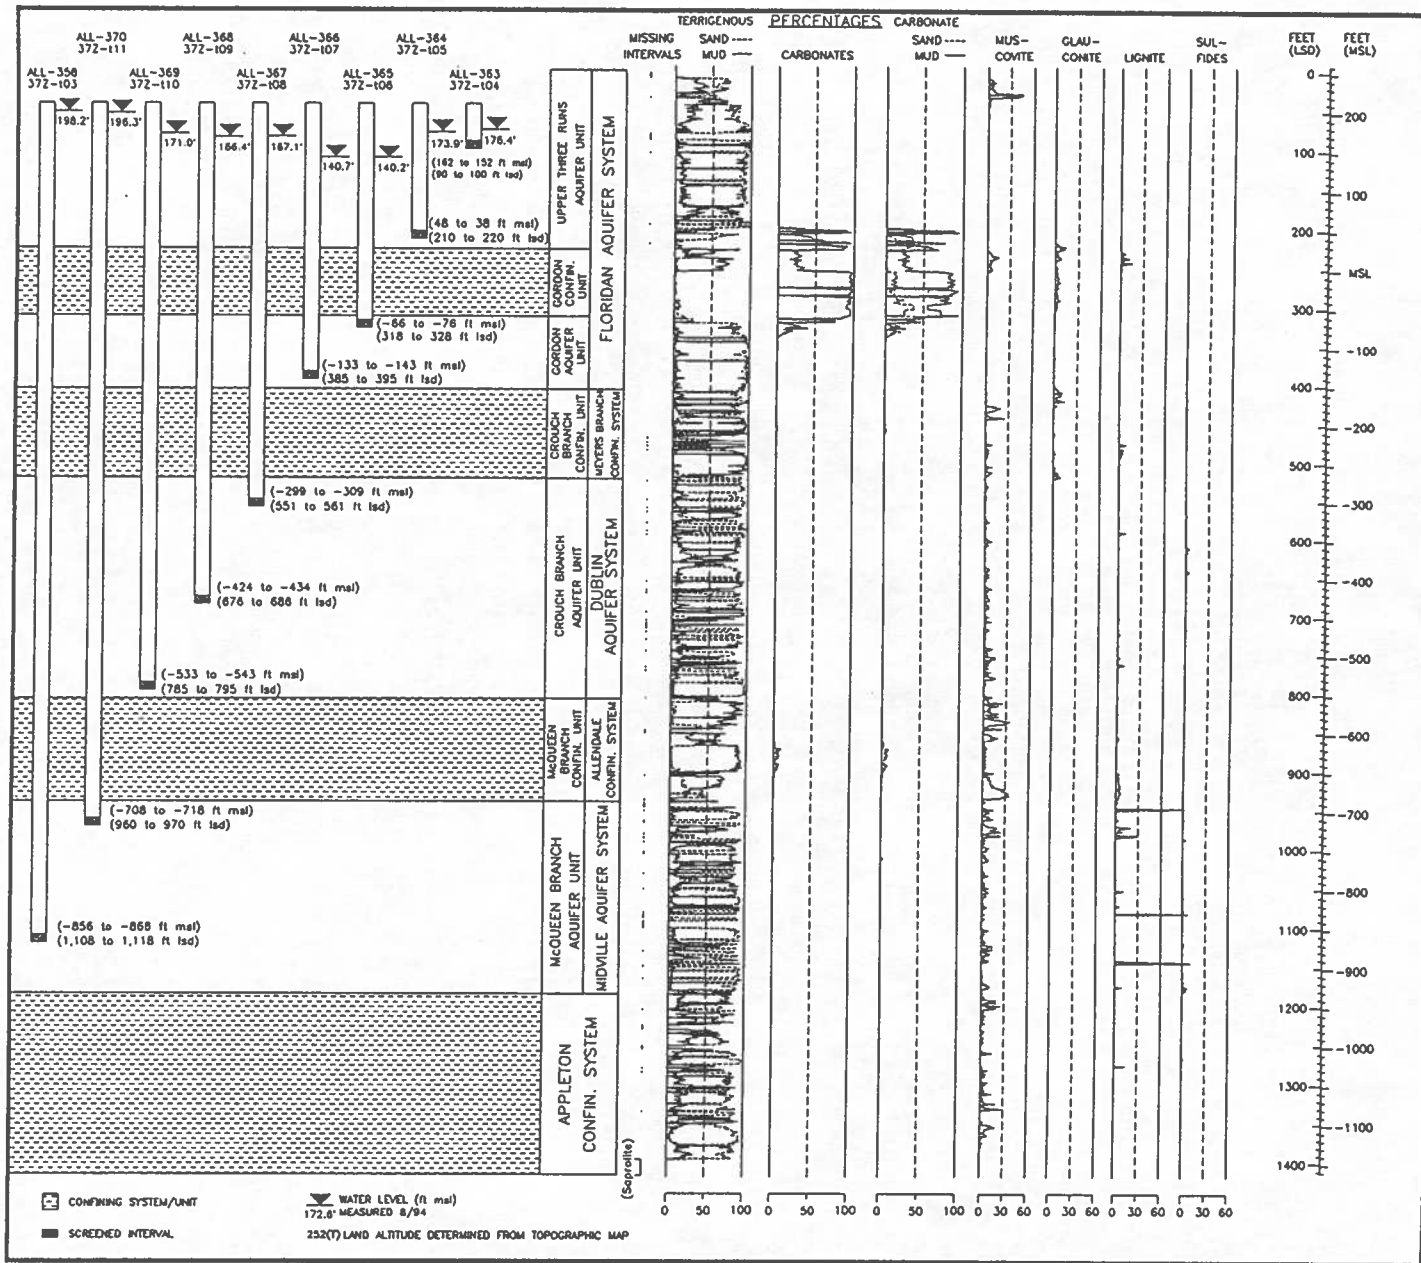 ALL-370
372-t11
ALL-368
372-t09
ALL-366
372-t07
ALL-364
372-t05
ALL-358
372-t03
ALL-369
372-t10
ALL-367
372-t08
ALL-365
372-t06
ALL-363
372-t04
198.2'
196.3'
171.0'
166.4'
167.1'
140.7'
140.2'
173.9'
176.4'
(162 to 152 ft msl)
(90 to 100 ft lsd)
(48 to 38 ft msl)
(210 to 220 ft lsd)
(-66 to -76 ft msl)
(318 to 328 ft lsd)
(-133 to -143 ft msl)
(385 to 395 ft lsd)
(-299 to -309 ft msl)
(551 to 561 ft lsd)
(-424 to -434 ft msl)
(676 to 686 ft lsd)
(-533 to -543 ft msl)
(785 to 795 ft lsd)
(-708 to -718 ft msl)
(960 to 970 ft lsd)
(-856 to -866 ft msl)
(1,108 to 1,118 ft lsd)
UPPER THREE RUNS
AQUIFER UNIT
GORDON
CONFIN.
UNIT
GORDON
AQUIFER
UNIT
FLORIDAN AQUIFER SYSTEM
CROUCH
BRANCH
CONFIN. UNIT
MEYERS BRANCH
CONFIN. SYSTEM
CROUCH BRANCH
AQUIFER UNIT
DUBLIN
AQUIFER SYSTEM
McQUEEN
BRANCH
CONFIN. UNIT
ALLENDALE
CONFIN. SYSTEM
McQUEEN BRANCH
AQUIFER UNIT
MIDVILLE AQUIFER SYSTEM
APPLETON
CONFIN. SYSTEM
(Saprolite)
PERCENTAGES
MISSING
INTERVALS
TERRIGENOUS
SAND ----
MUD —
CARBONATES
CARBONATE
SAND ----
MUD —
MUS-
COVITE
GLAU-
CONITE
LIGNITE
SUL-
FIDES
FEET
(LSD)
FEET
(MSL)
0
100
200
300
400
500
600
700
800
900
1000
1100
1200
1300
1400
200
100
MSL
-100
-200
-300
-400
-500
-600
-700
-800
-900
-1000
-1100
0 50 100
0 50 100
0 50 100
0 30 60
0 30 60
0 30 60
0 30 60
CONFINING SYSTEM/UNIT
SCREENED INTERVAL
WATER LEVEL (ft msl)
172.6' MEASURED 8/94
252(T) LAND ALTITUDE DETERMINED FROM TOPOGRAPHIC MAP